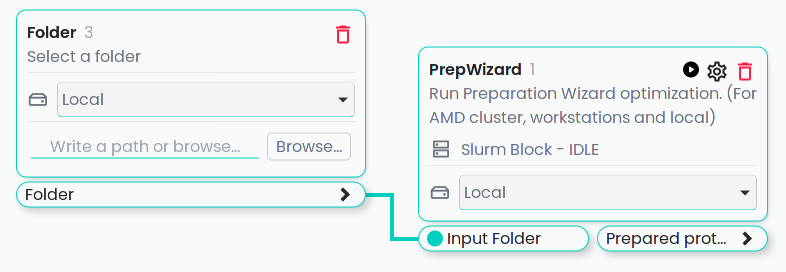 Folder 3
Select a folder
Local
Write a path or browse... Browse...
Folder
PrepWizard 1
Run Preparation Wizard optimization. (For
AMD cluster, workstations and local)
Slurm Block - IDLE
Local
Input Folder
Prepared prot...